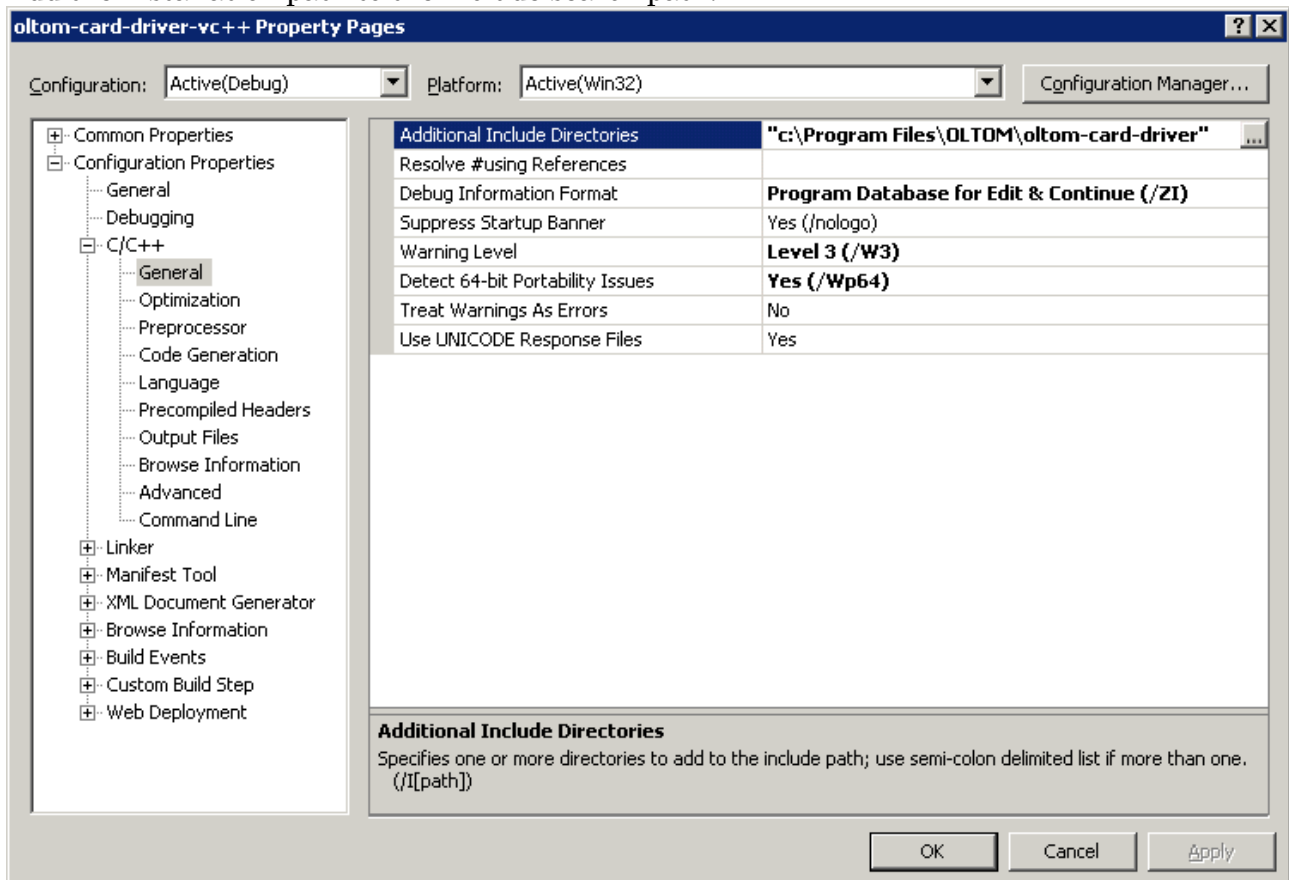 oltom-card-driver-vc++ Property Pages
Configuration: Active(Debug) Platform: Active(Win32) Configuration Manager...
Common Properties
Configuration Properties
General
Debugging
C/C++
General
Optimization
Preprocessor
Code Generation
Language
Precompiled Headers
Output Files
Browse Information
Advanced
Command Line
Linker
Manifest Tool
XML Document Generator
Browse Information
Build Events
Custom Build Step
Web Deployment
Additional Include Directories "c:\Program Files\OLTOM\oltom-card-driver" ...
Resolve #using References
Debug Information Format Program Database for Edit & Continue (/ZI)
Suppress Startup Banner Yes (/nologo)
Warning Level Level 3 (/W3)
Detect 64-bit Portability Issues Yes (/Wp64)
Treat Warnings As Errors No
Use UNICODE Response Files Yes
Additional Include Directories
Specifies one or more directories to add to the include path; use semi-colon delimited list if more than one.
(/I[path])
OK Cancel Apply